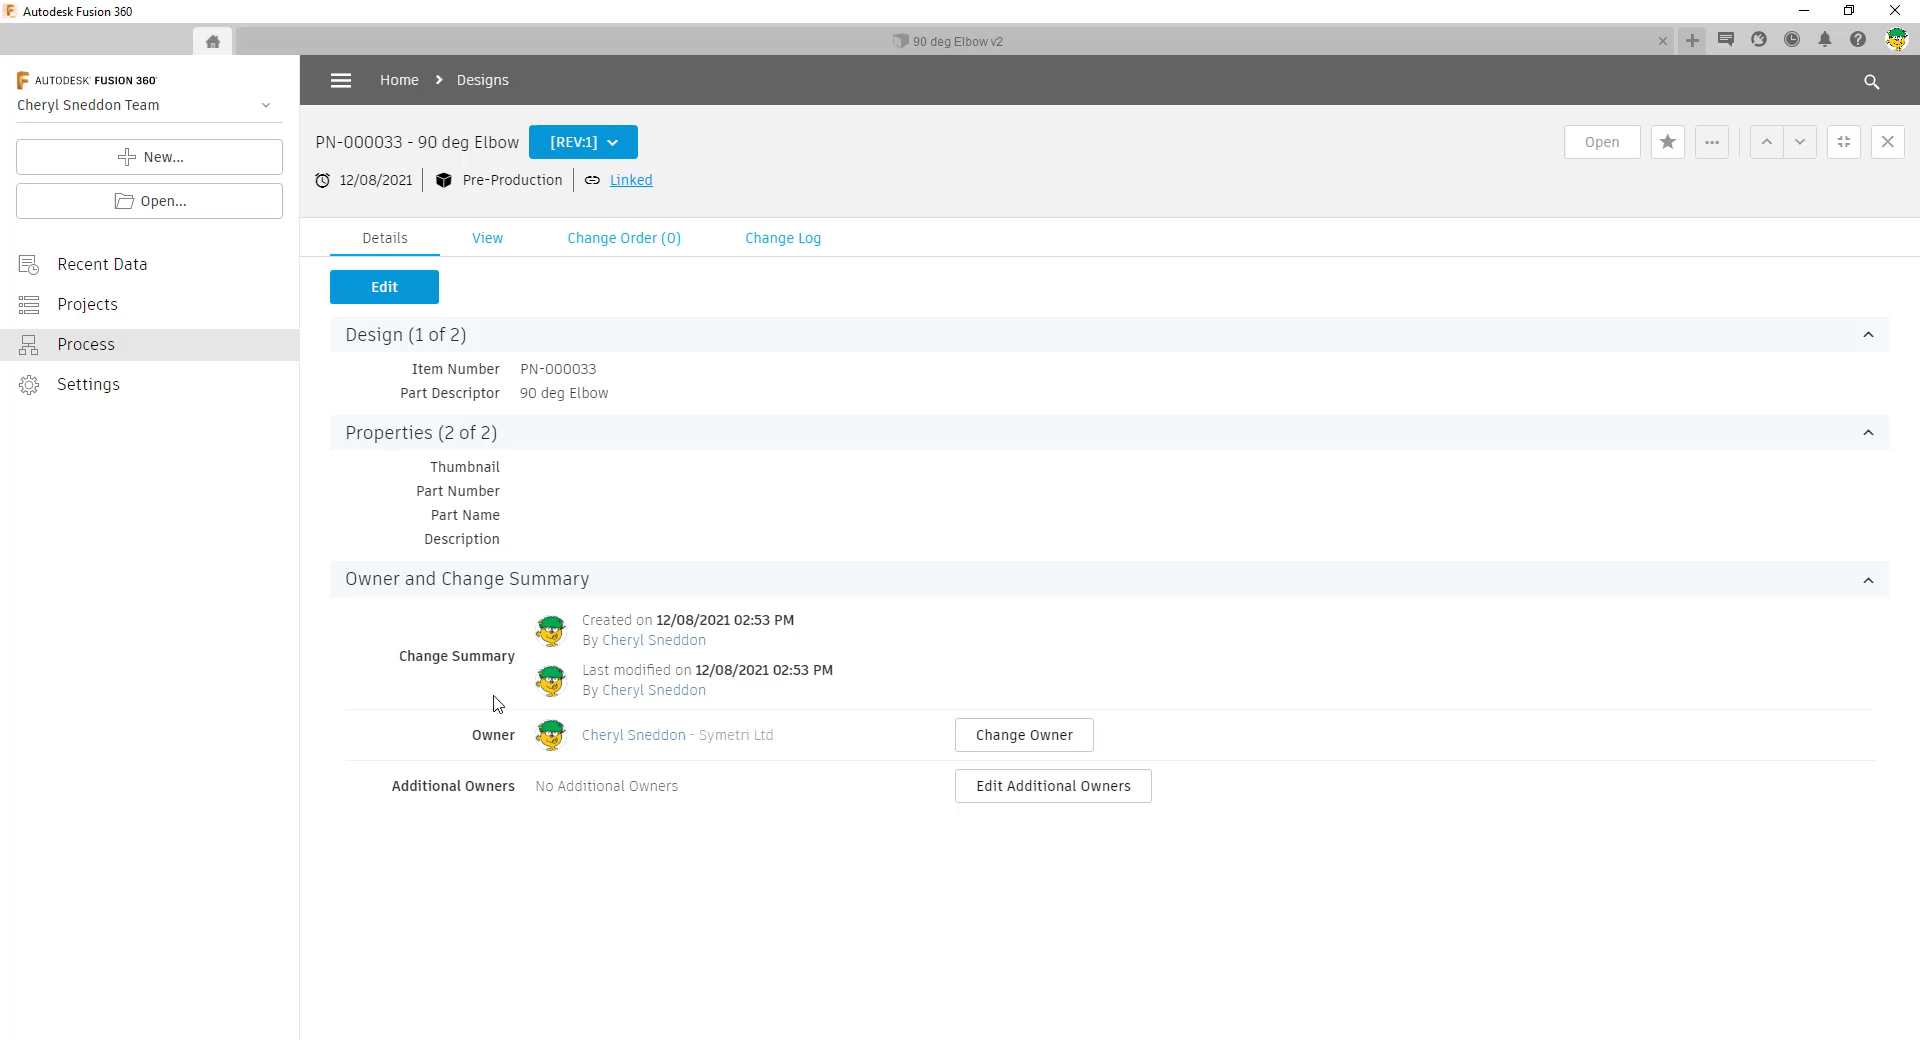 Autodesk Fusion 360
90 deg Elbow v2
AUTODESK FUSION 360
Cheryl Sneddon Team
New...
Open...
Recent Data
Projects
Process
Settings
Home > Designs
PN-000033 - 90 deg Elbow [REV:1]
Open
12/08/2021 Pre-Production Linked
Details View Change Order (0) Change Log
Edit
Design (1 of 2)
Item Number PN-000033
Part Descriptor 90 deg Elbow
Properties (2 of 2)
Thumbnail
Part Number
Part Name
Description
Owner and Change Summary
Change Summary
Created on 12/08/2021 02:53 PM
By Cheryl Sneddon
Last modified on 12/08/2021 02:53 PM
By Cheryl Sneddon
Owner Cheryl Sneddon - Symetri Ltd Change Owner
Additional Owners No Additional Owners Edit Additional Owners